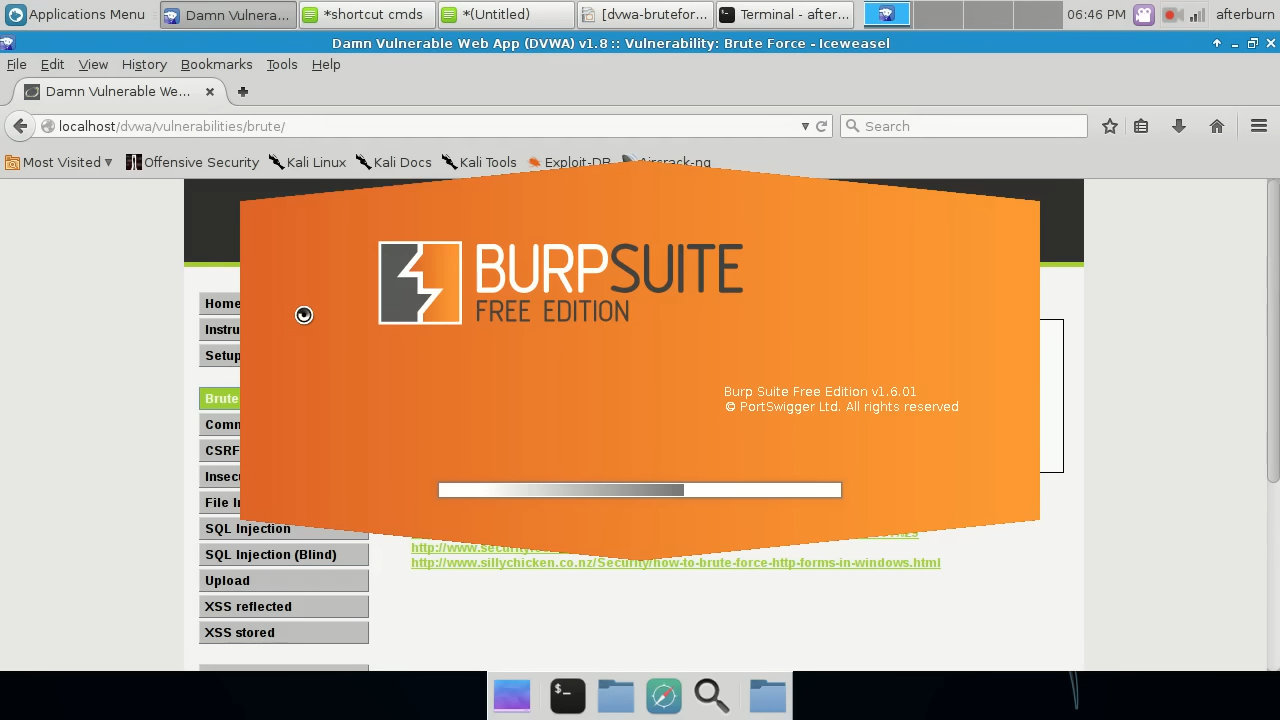 Applications Menu
Damn Vulnera...
*shortcut cmds
*(Untitled)
[dvwa-brutefor...
Terminal - after...
06:46 PM
afterburn
Damn Vulnerable Web App (DVWA) v1.8 :: Vulnerability: Brute Force - Iceweasel
File Edit View History Bookmarks Tools Help
Damn Vulnerable We...
localhost/dvwa/vulnerabilities/brute/
Search
Most Visited
Offensive Security
Kali Linux
Kali Docs
Kali Tools
Exploit-DB
Aircrack-ng
BURPSUITE
FREE EDITION
Burp Suite Free Edition v1.6.01
© PortSwigger Ltd. All rights reserved
Home
Instru
Setup
Brute
Comm
CSRF
Insec
File In
SQL Injection
SQL Injection (Blind)
Upload
XSS reflected
XSS stored
http://www.sillychicken.co.nz/Security/how-to-brute-force-http-forms-in-windows.html
$_